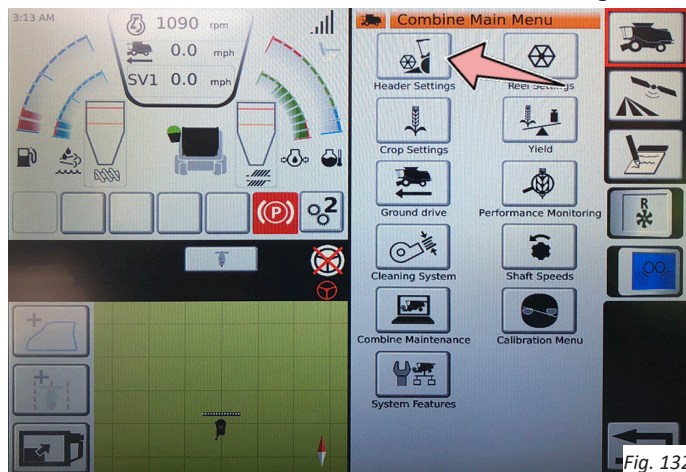 3:13 AM
1090 rpm
0.0 mph
SV1 0.0 mph
(P)
2
Combine Main Menu
Header Settings
Reel Settings
Crop Settings
Yield
Ground drive
Performance Monitoring
Cleaning System
Shaft Speeds
Combine Maintenance
Calibration Menu
System Features
R
Fig. 137